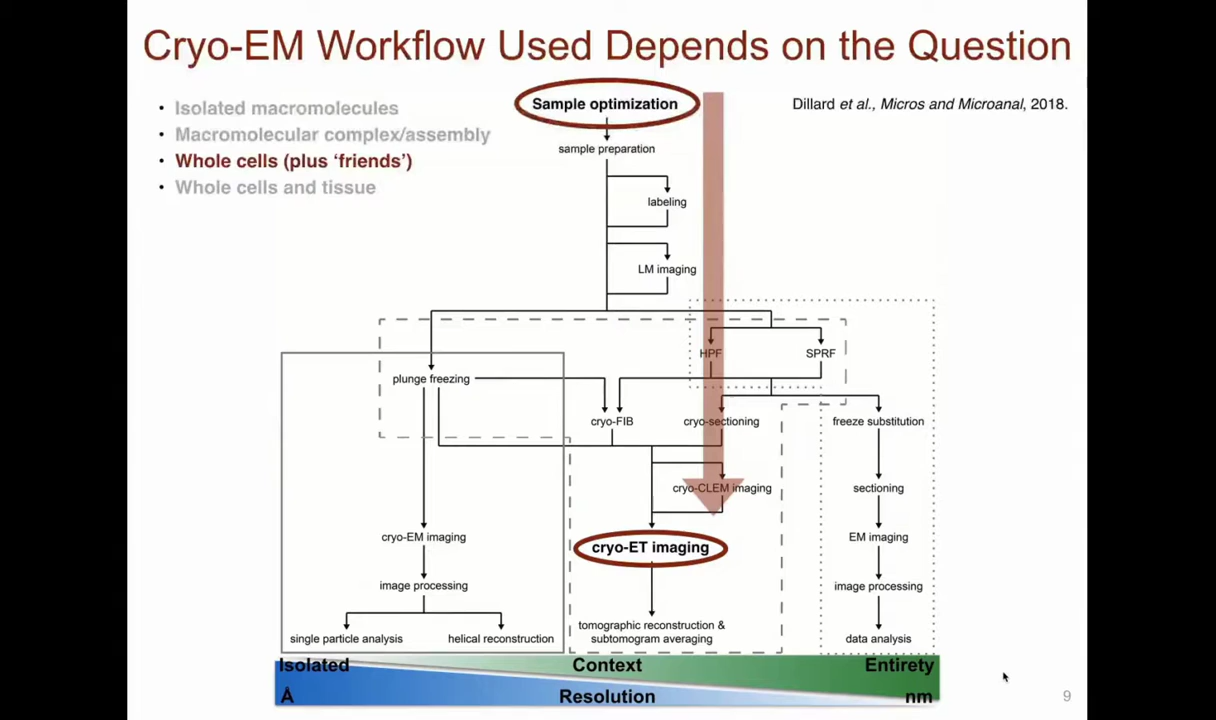 Cryo-EM Workflow Used Depends on the Question
• Isolated macromolecules
• Macromolecular complex/assembly
• Whole cells (plus ‘friends’)
• Whole cells and tissue
Dillard et al., Micros and Microanal, 2018.
Sample optimization
sample preparation
labeling
LM imaging
HPF
SPRF
plunge freezing
cryo-FIB
cryo-sectioning
freeze substitution
cryo-CLEM imaging
sectioning
cryo-EM imaging
cryo-ET imaging
EM imaging
image processing
image processing
single particle analysis
helical reconstruction
tomographic reconstruction &
subtomogram averaging
data analysis
Isolated
Context
Entirety
Å
Resolution
nm
9